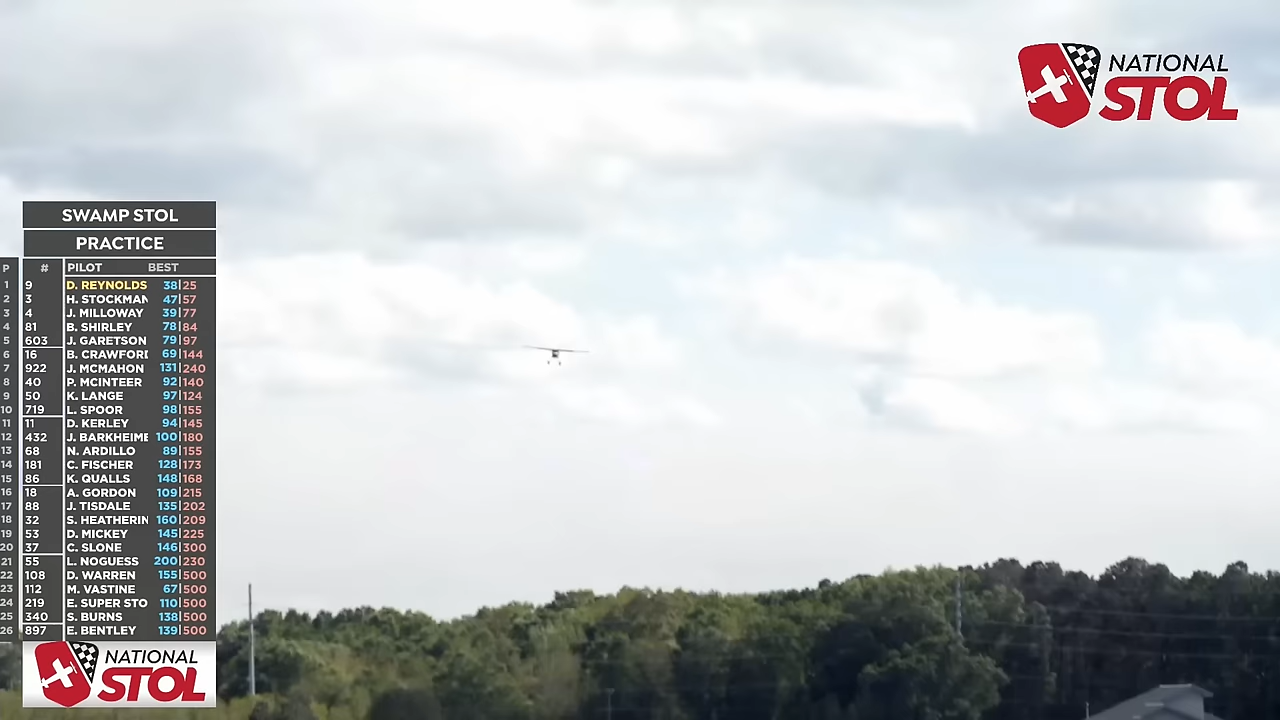 NATIONAL
STOL
SWAMP STOL
PRACTICE
P # PILOT BEST
1 9 D. REYNOLDS 38|25
2 3 H. STOCKMAN 47|57
3 4 J. MILLOWAY 39|77
4 81 B. SHIRLEY 78|84
5 603 J. GARETSON 79|97
6 16 B. CRAWFORD 69|144
7 922 J. MCMAHON 131|240
8 40 P. MCINTEER 92|140
9 50 K. LANGE 97|124
10 719 L. SPOOR 98|155
11 11 D. KERLEY 94|145
12 432 J. BARKHEIME 100|180
13 68 N. ARDILLO 89|155
14 181 C. FISCHER 128|173
15 86 K. QUALLS 148|168
16 18 A. GORDON 109|215
17 88 J. TISDALE 135|202
18 32 S. HEATHERIN 160|209
19 53 D. MICKEY 145|225
20 37 C. SLONE 146|300
21 55 L. NOGUESS 200|230
22 108 D. WARREN 155|500
23 112 M. VASTINE 67|500
24 219 E. SUPER STO 110|500
25 340 S. BURNS 138|500
26 897 E. BENTLEY 139|500
NATIONAL
STOL